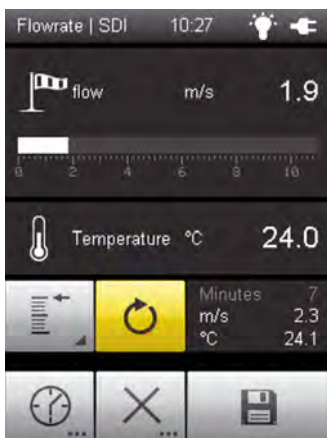 Flowrate | SDI 10:27
flow m/s 1.9
0 2 4 6 8 10
Temperature °C 24.0
Minutes 7
m/s 2.3
°C 24.1